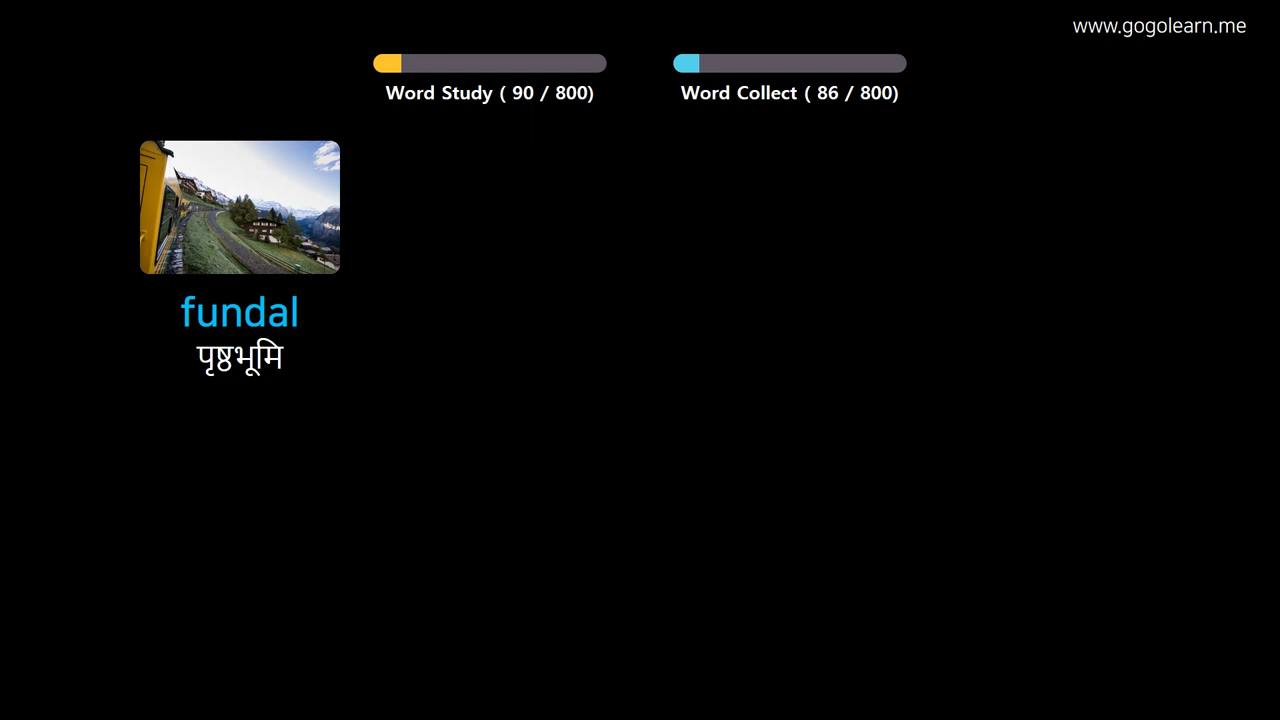 www.gogolearn.me
Word Study ( 90 / 800)
Word Collect ( 86 / 800)
fundal
पृष्ठभूमि